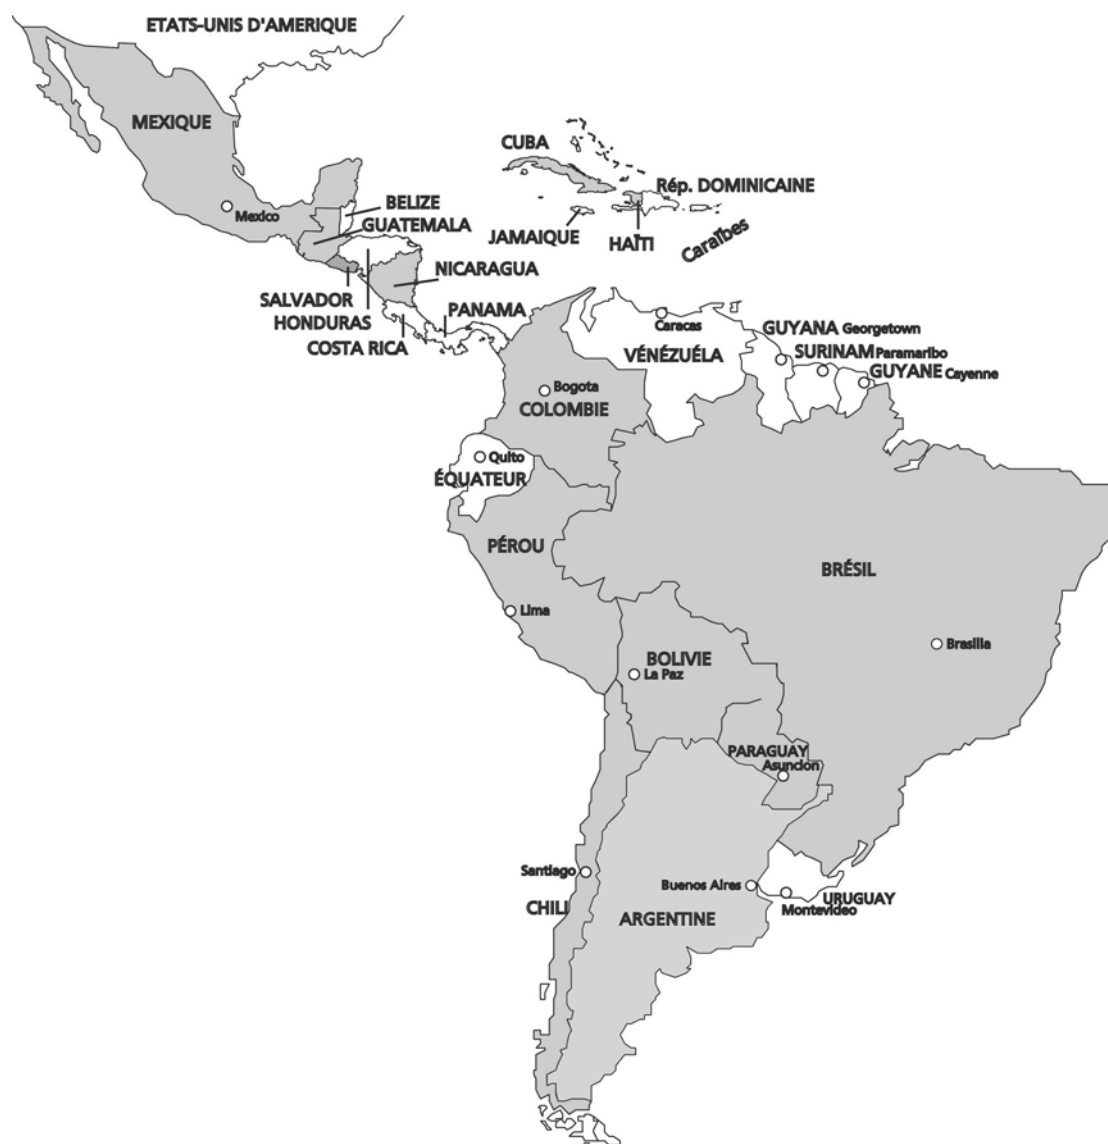 ETATS-UNIS D'AMERIQUE
MEXIQUE
CUBA
Rép. DOMINICAINE
BELIZE
Mexico
GUATEMALA
JAMAIQUE
HAÏTI
Caraïbes
NICARAGUA
SALVADOR
PANAMA
HONDURAS
Caracas
GUYANA Georgetown
COSTA RICA
VÉNÉZUÉLA
SURINAM Paramaribo
GUYANE Cayenne
Bogota
COLOMBIE
Quito
ÉQUATEUR
PÉROU
BRÉSIL
Lima
Brasilia
BOLIVIE
La Paz
PARAGUAY
Asuncion
Santiago
Buenos Aires
CHILI
URUGUAY
Montevideo
ARGENTINE